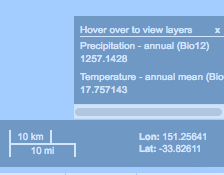 Hover over to view layers x
Precipitation - annual (Bio12)
1257.1428
Temperature - annual mean (Bio
17.757143
10 km
10 mi
Lon: 151.25641
Lat: -33.82611